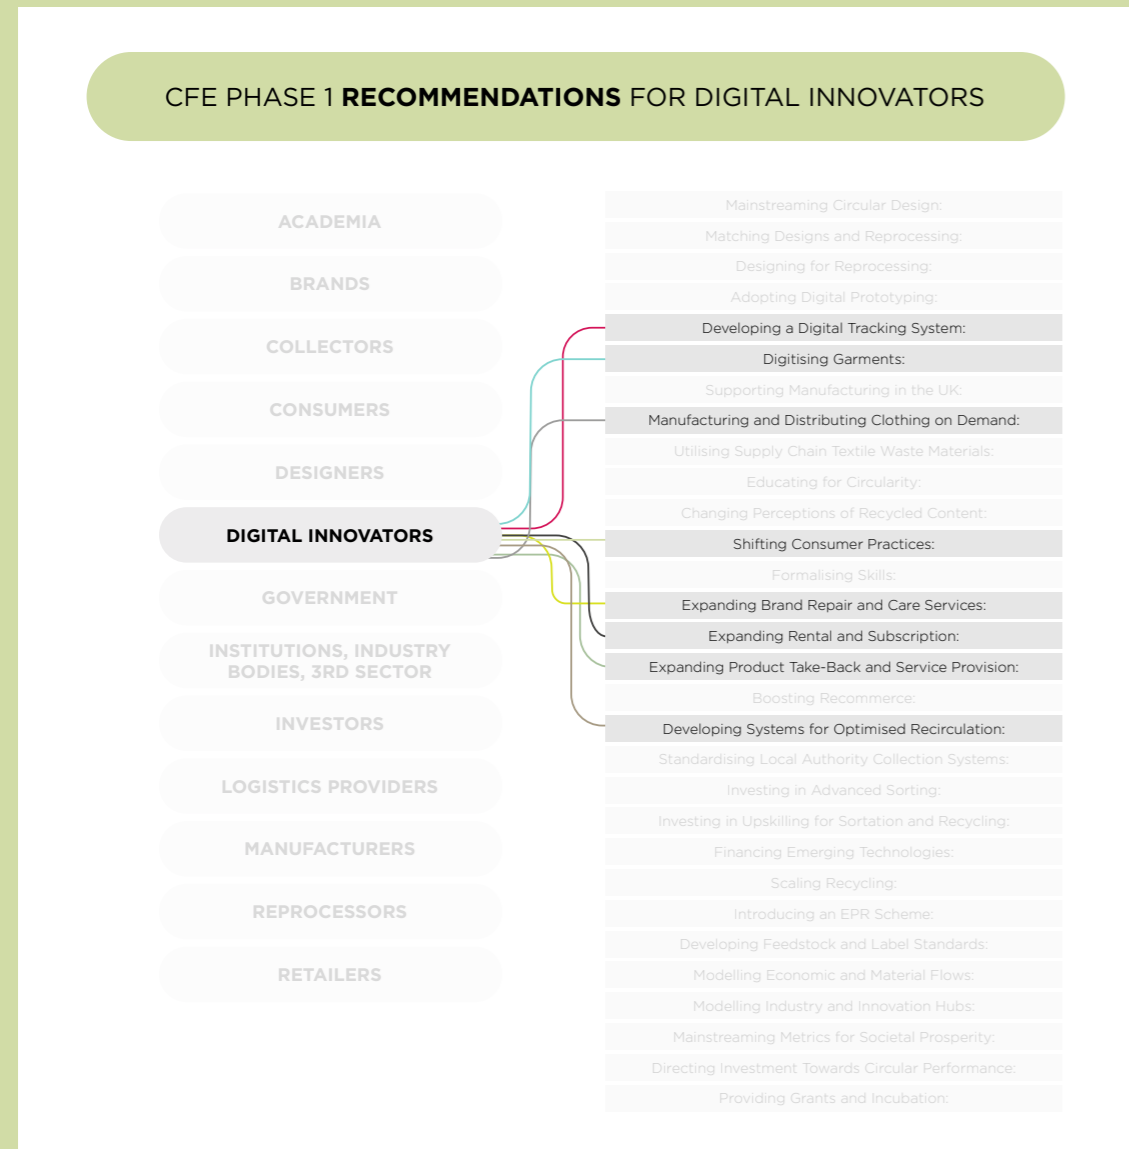 CFE PHASE 1 RECOMMENDATIONS FOR DIGITAL INNOVATORS
ACADEMIA
BRANDS
COLLECTORS
CONSUMERS
DESIGNERS
DIGITAL INNOVATORS
GOVERNMENT
INSTITUTIONS, INDUSTRY
BODIES, 3RD SECTOR
INVESTORS
LOGISTICS PROVIDERS
MANUFACTURERS
REPROCESSORS
RETAILERS
Mainstreaming Circular Design:
Matching Designs and Reprocessing:
Designing for Reprocessing:
Adopting Digital Prototyping:
Developing a Digital Tracking System:
Digitising Garments:
Supporting Manufacturing in the UK:
Manufacturing and Distributing Clothing on Demand:
Utilising Supply Chain Textile Waste Materials:
Educating for Circularity:
Changing Perceptions of Recycled Content:
Shifting Consumer Practices:
Formalising Skills:
Expanding Brand Repair and Care Services:
Expanding Rental and Subscription:
Expanding Product Take-Back and Service Provision:
Boosting Recommerce:
Developing Systems for Optimised Recirculation:
Standardising Local Authority Collection Systems:
Investing in Advanced Sorting:
Investing in Upskilling for Sortation and Recycling:
Financing Emerging Technologies:
Scaling Recycling:
Introducing an EPR Scheme:
Developing Feedstock and Label Standards:
Modelling Economic and Material Flows:
Modelling Industry and Innovation Hubs:
Mainstreaming Metrics for Societal Prosperity:
Directing Investment Towards Circular Performance:
Providing Grants and Incubation: